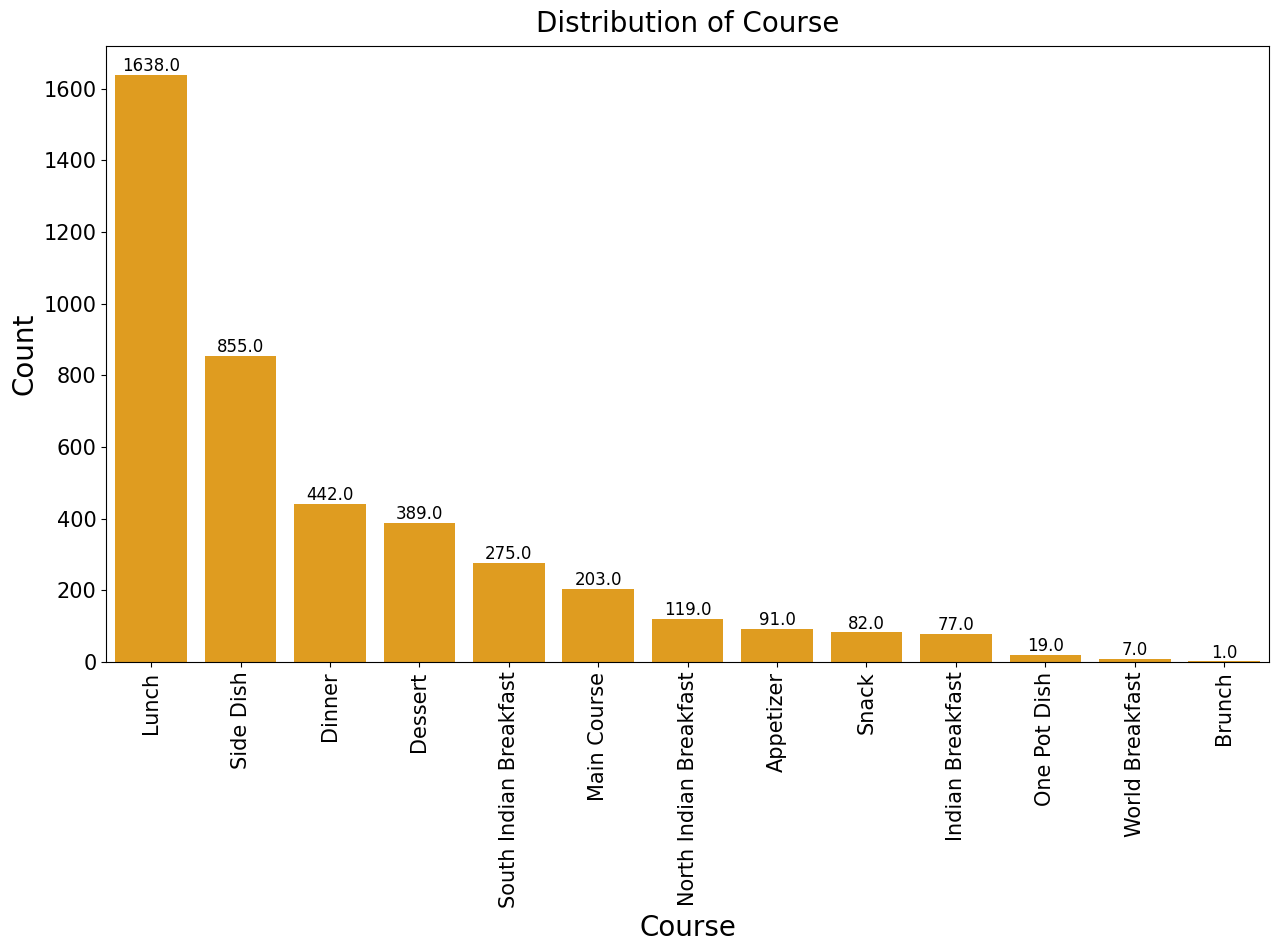 Distribution of Course
Count
1600
1400
1200
1000
800
600
400
200
0
1638.0
855.0
442.0
389.0
275.0
203.0
119.0
91.0
82.0
77.0
19.0
7.0
1.0
Lunch
Side Dish
Dinner
Dessert
South Indian Breakfast
Main Course
North Indian Breakfast
Appetizer
Snack
Indian Breakfast
One Pot Dish
World Breakfast
Brunch
Course